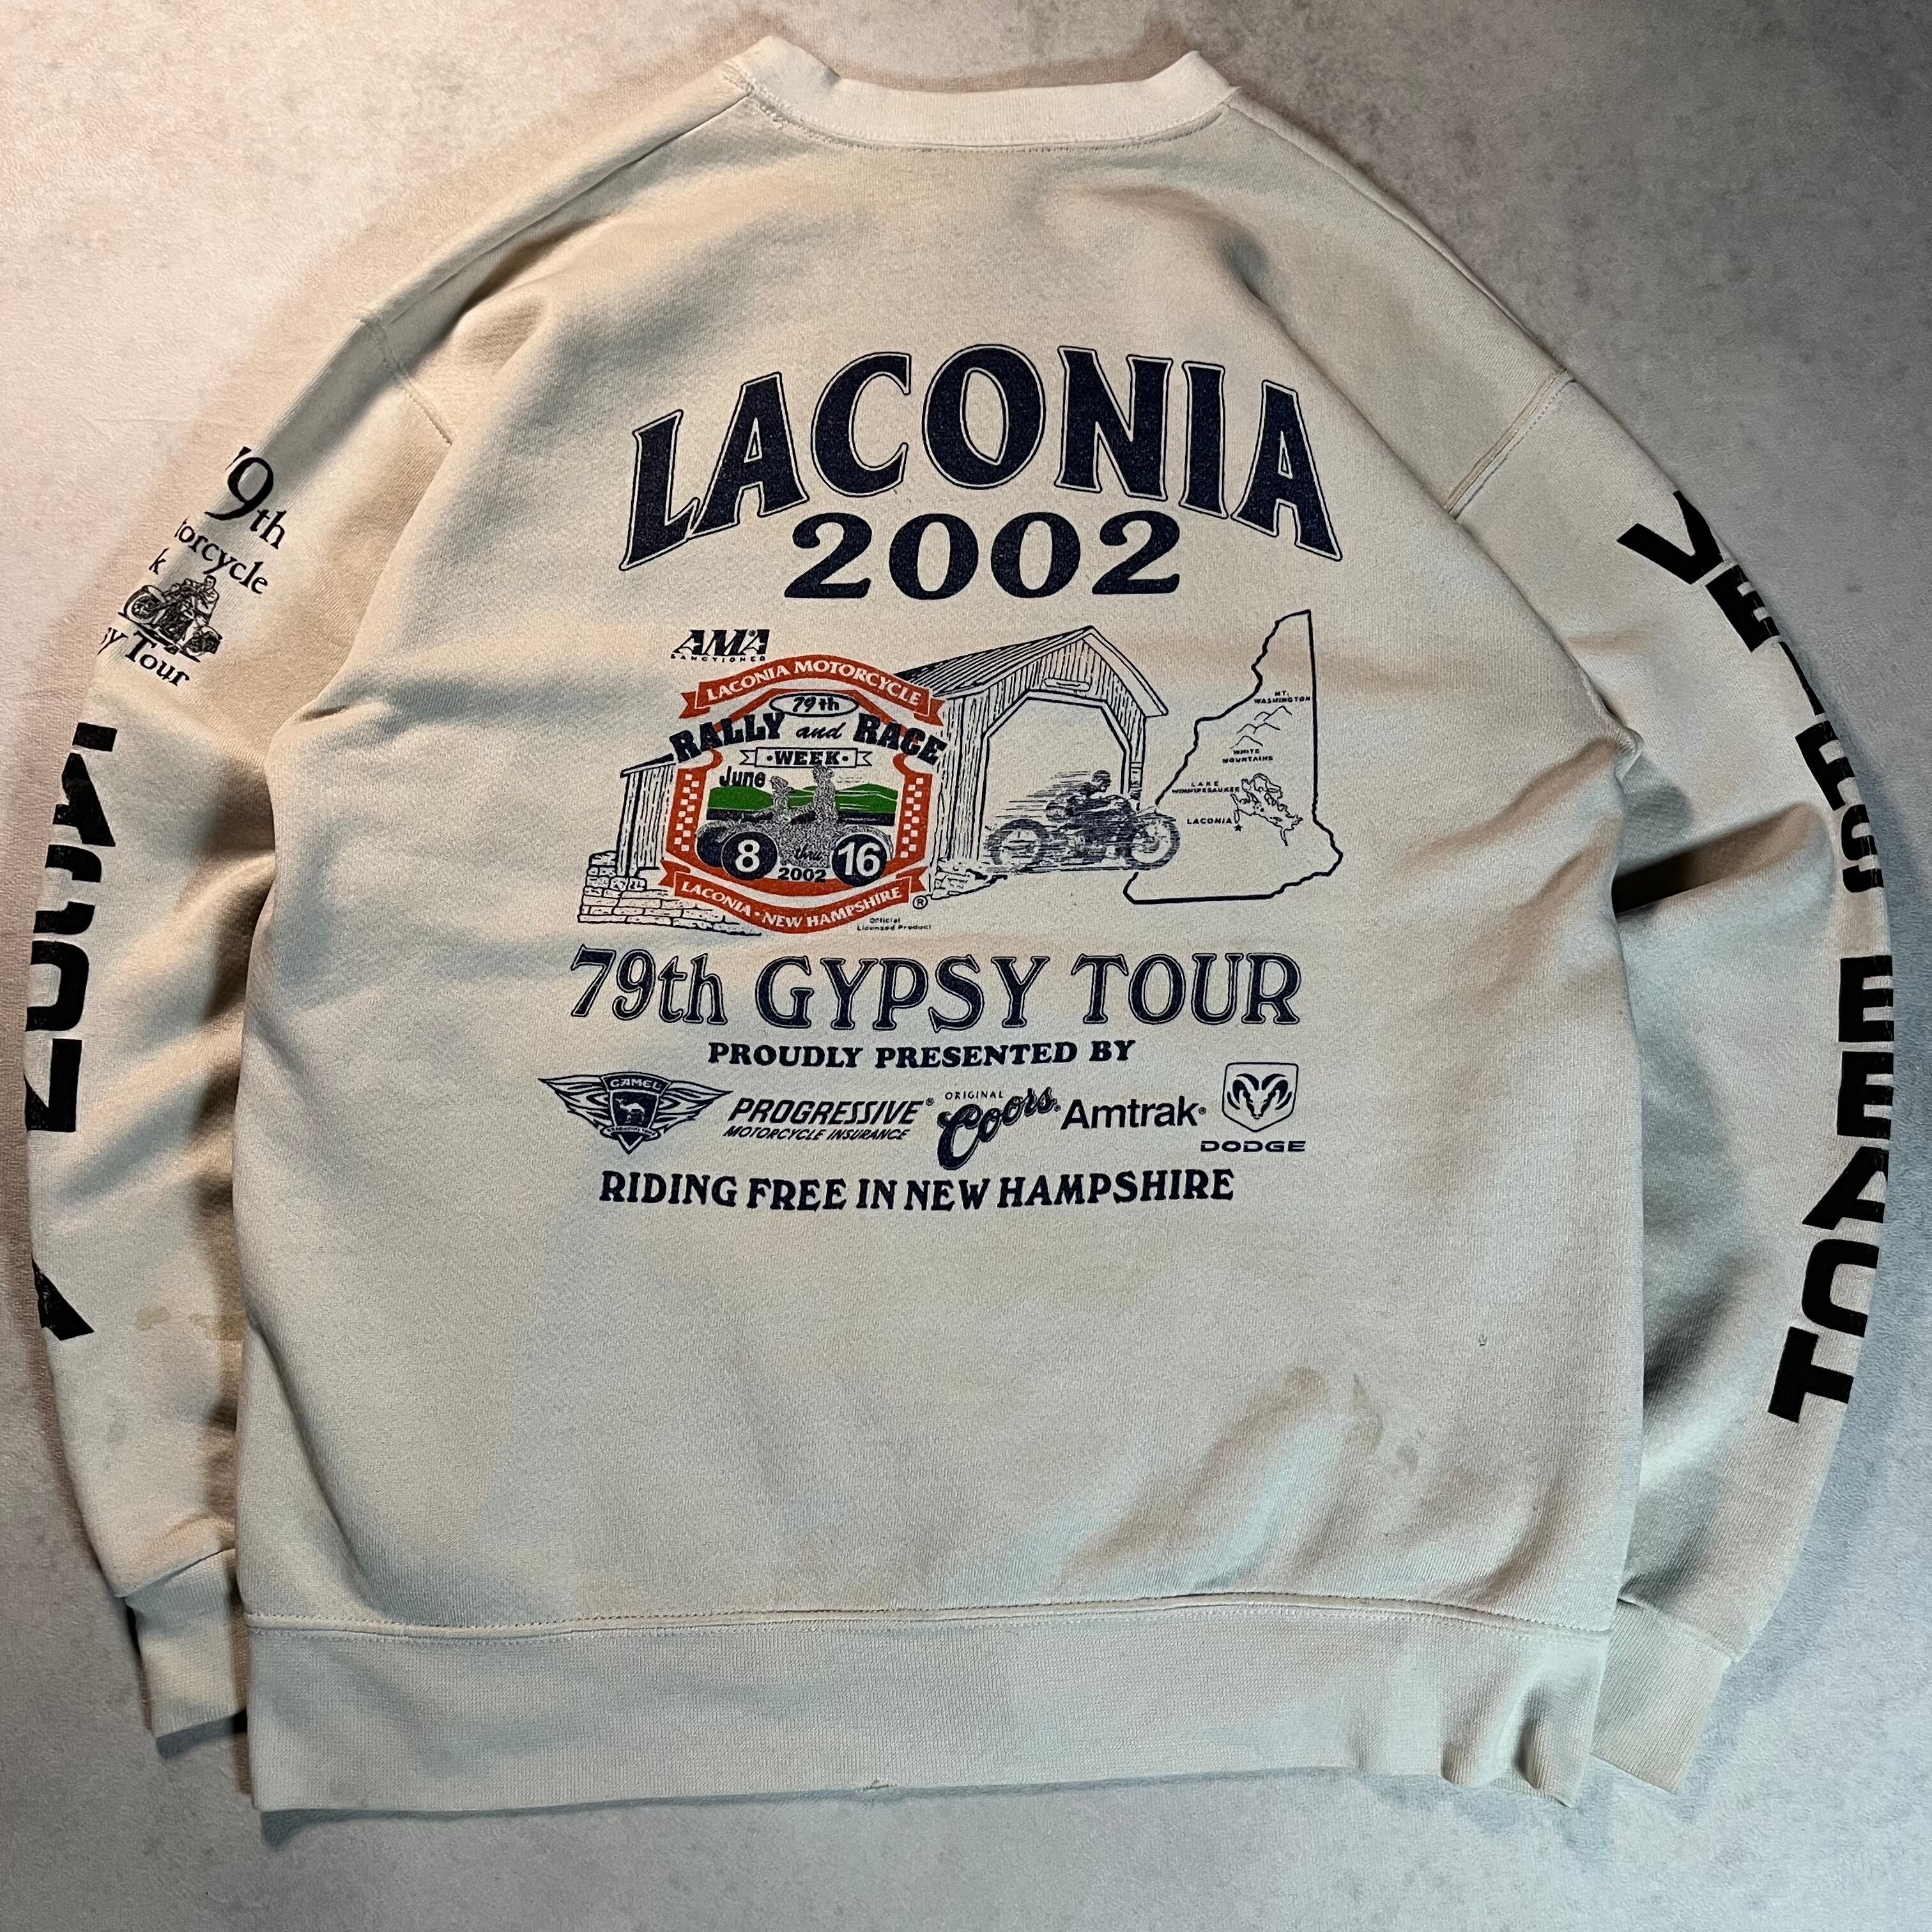 LACONIA
2002
AMA
SANCTIONED
LACONIA MOTORCYCLE
79th
RALLY and RACE
WEEK
June
8 thru 16
2002
LACONIA • NEW HAMPSHIRE ®
Official
Licensed Product
MT.
WASHINGTON
WHITE
MOUNTAINS
LAKE
WINNIPESAUKEE
LACONIA
79th GYPSY TOUR
PROUDLY PRESENTED BY
CAMEL
PROGRESSIVE®
MOTORCYCLE INSURANCE
ORIGINAL
Coors.
Amtrak®
DODGE
RIDING FREE IN NEW HAMPSHIRE
9th
orcycle
k
sy Tour